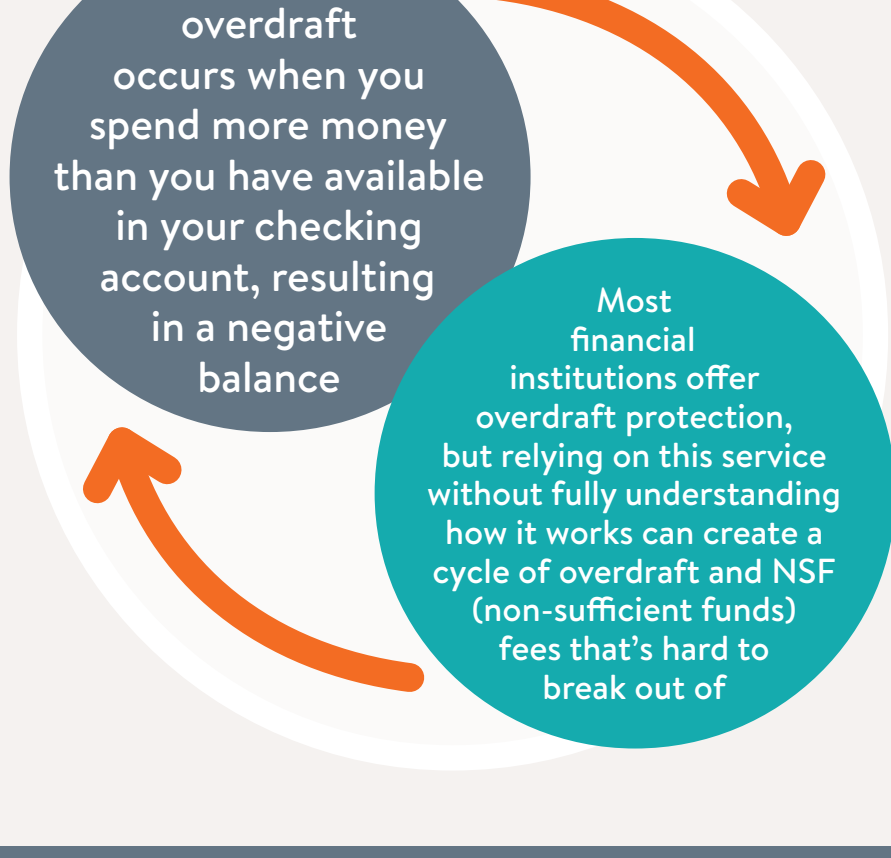 overdraft
occurs when you
spend more money
than you have available
in your checking
account, resulting
in a negative
balance
Most
financial
institutions offer
overdraft protection,
but relying on this service
without fully understanding
how it works can create a
cycle of overdraft and NSF
(non-sufficient funds)
fees that’s hard to
break out of